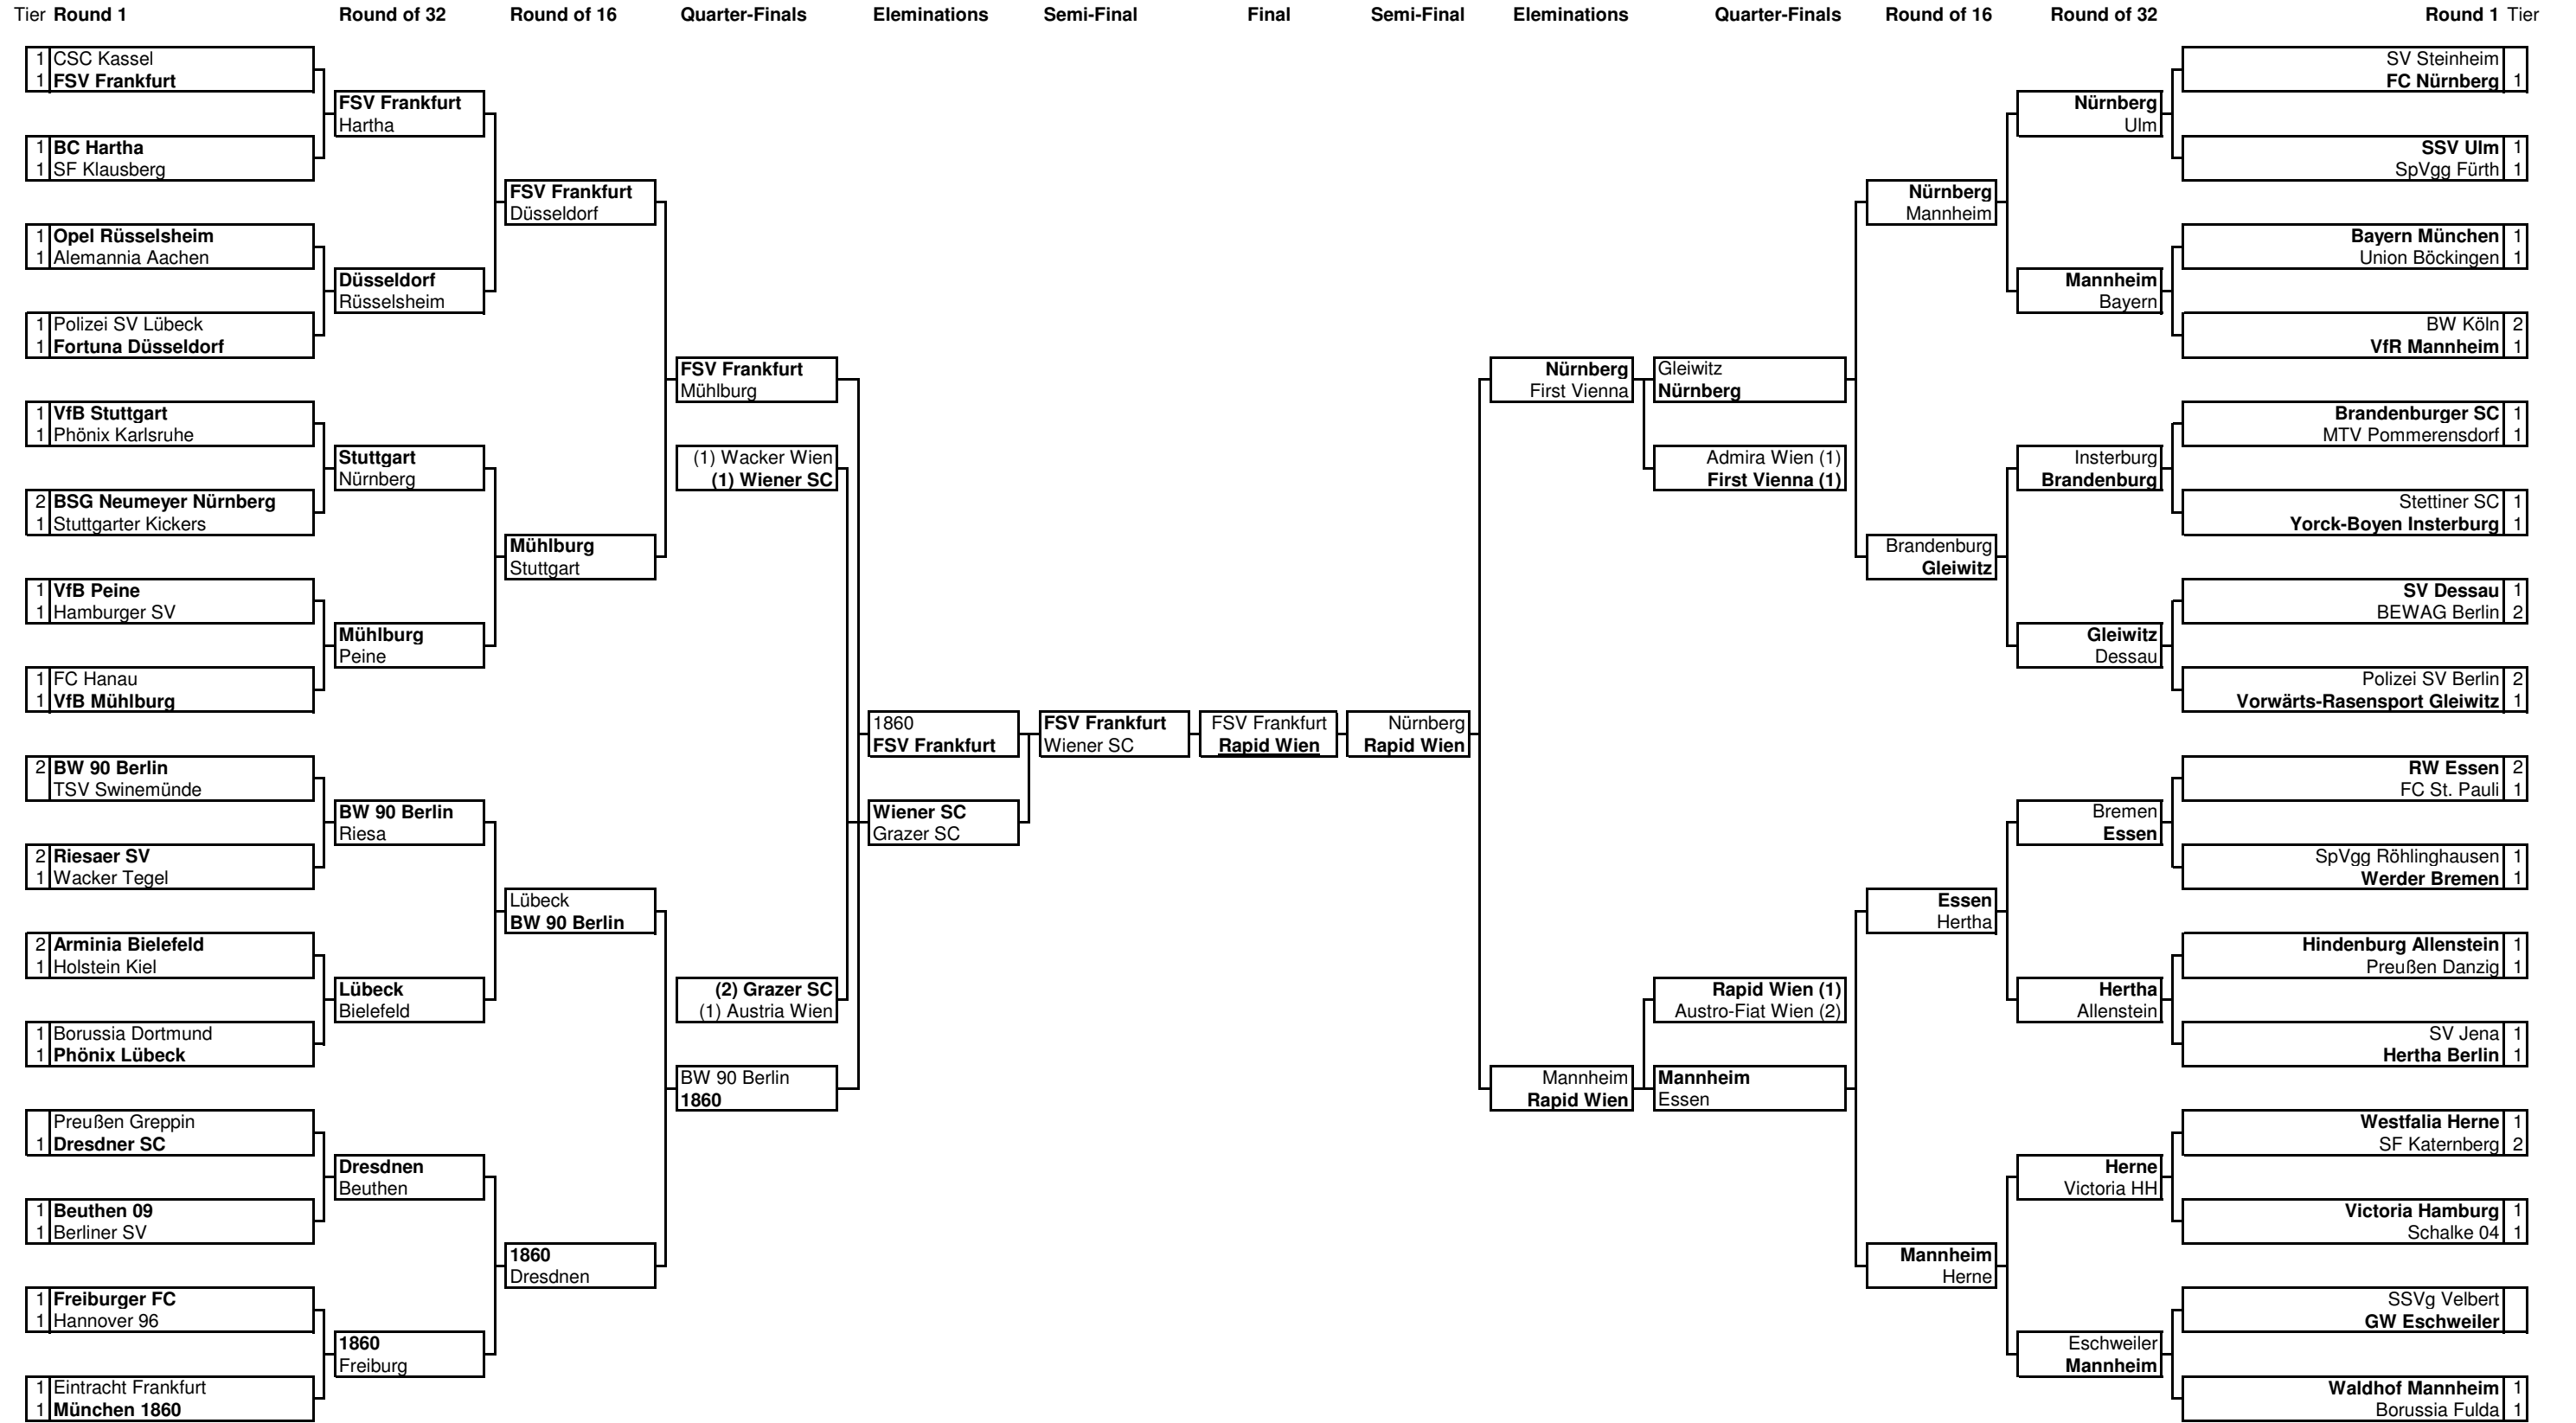 Tier Round 1 Round of 32 Round of 16 Quarter-Finals Eleminations Semi-Final Final Semi-Final Eleminations Quarter-Finals Round of 16 Round of 32 Round 1 Tier
1 CSC Kassel
1 FSV Frankfurt
1 BC Hartha
1 SF Klausberg
1 Opel Rüsselsheim
1 Alemannia Aachen
1 Polizei SV Lübeck
1 Fortuna Düsseldorf
1 VfB Stuttgart
1 Phönix Karlsruhe
2 BSG Neumeyer Nürnberg
1 Stuttgarter Kickers
1 VfB Peine
1 Hamburger SV
1 FC Hanau
1 VfB Mühlburg
2 BW 90 Berlin
TSV Swinemünde
2 Riesaer SV
1 Wacker Tegel
2 Arminia Bielefeld
1 Holstein Kiel
1 Borussia Dortmund
1 Phönix Lübeck
Preußen Greppin
1 Dresdner SC
1 Beuthen 09
1 Berliner SV
1 Freiburger FC
1 Hannover 96
1 Eintracht Frankfurt
1 München 1860
FSV Frankfurt
Hartha
Düsseldorf
Rüsselsheim
Stuttgart
Nürnberg
Mühlburg
Peine
BW 90 Berlin
Riesa
Lübeck
Bielefeld
Dresdnen
Beuthen
1860
Freiburg
FSV Frankfurt
Düsseldorf
Mühlburg
Stuttgart
Lübeck
BW 90 Berlin
1860
Dresdnen
FSV Frankfurt
Mühlburg
(1) Wacker Wien
(1) Wiener SC
(2) Grazer SC
(1) Austria Wien
BW 90 Berlin
1860
1860
FSV Frankfurt
Wiener SC
Grazer SC
FSV Frankfurt
Wiener SC
FSV Frankfurt
Rapid Wien
Nürnberg
Rapid Wien
Nürnberg
First Vienna
Mannheim
Rapid Wien
Gleiwitz
Nürnberg
Admira Wien (1)
First Vienna (1)
Rapid Wien (1)
Austro-Fiat Wien (2)
Mannheim
Essen
Nürnberg
Mannheim
Brandenburg
Gleiwitz
Essen
Hertha
Mannheim
Herne
Nürnberg
Ulm
Mannheim
Bayern
Insterburg
Brandenburg
Gleiwitz
Dessau
Bremen
Essen
Hertha
Allenstein
Herne
Victoria HH
Eschweiler
Mannheim
SV Steinheim
FC Nürnberg 1
SSV Ulm 1
SpVgg Fürth 1
Bayern München 1
Union Böckingen 1
BW Köln 2
VfR Mannheim 1
Brandenburger SC 1
MTV Pommerensdorf 1
Stettiner SC 1
Yorck-Boyen Insterburg 1
SV Dessau 1
BEWAG Berlin 2
Polizei SV Berlin 2
Vorwärts-Rasensport Gleiwitz 1
RW Essen 2
FC St. Pauli 1
SpVgg Röhlinghausen 1
Werder Bremen 1
Hindenburg Allenstein 1
Preußen Danzig 1
SV Jena 1
Hertha Berlin 1
Westfalia Herne 1
SF Katernberg 2
Victoria Hamburg 1
Schalke 04 1
SSVg Velbert
GW Eschweiler
Waldhof Mannheim 1
Borussia Fulda 1